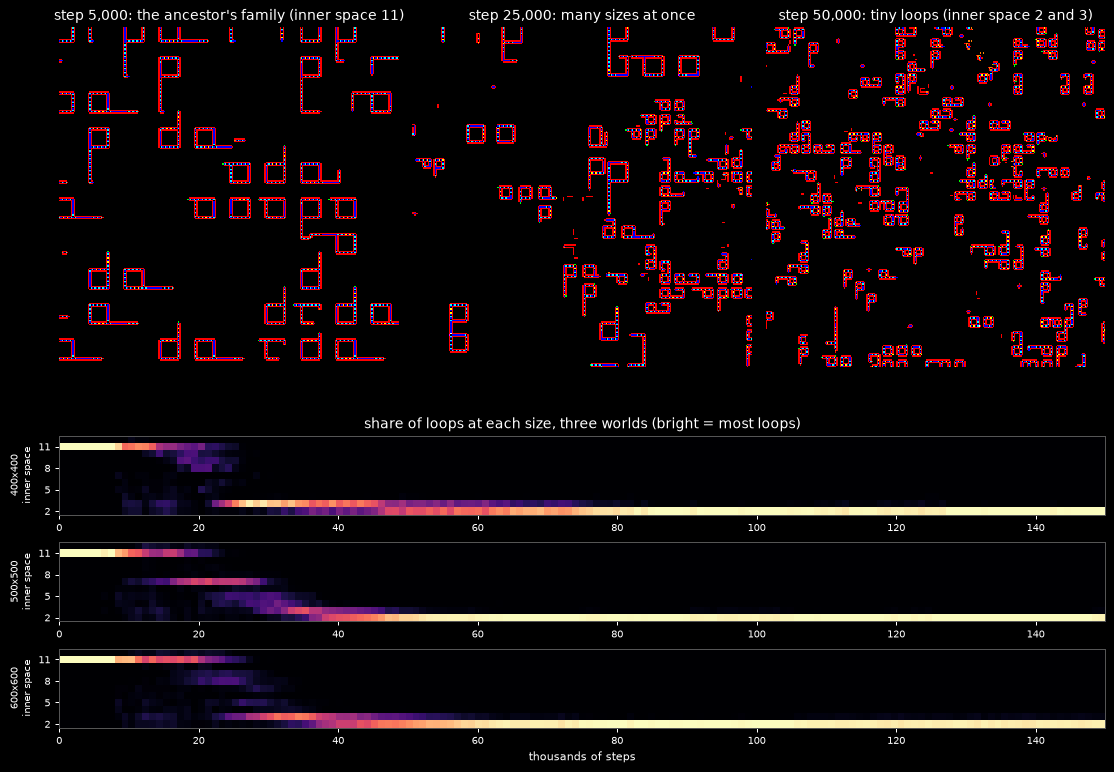 step 5,000: the ancestor's family (inner space 11)
step 25,000: many sizes at once
step 50,000: tiny loops (inner space 2 and 3)
share of loops at each size, three worlds (bright = most loops)
400x400
inner space
11
8
5
2
0 20 40 60 80 100 120 140
500x500
inner space
11
8
5
2
0 20 40 60 80 100 120 140
600x600
inner space
11
8
5
2
0 20 40 60 80 100 120 140
thousands of steps